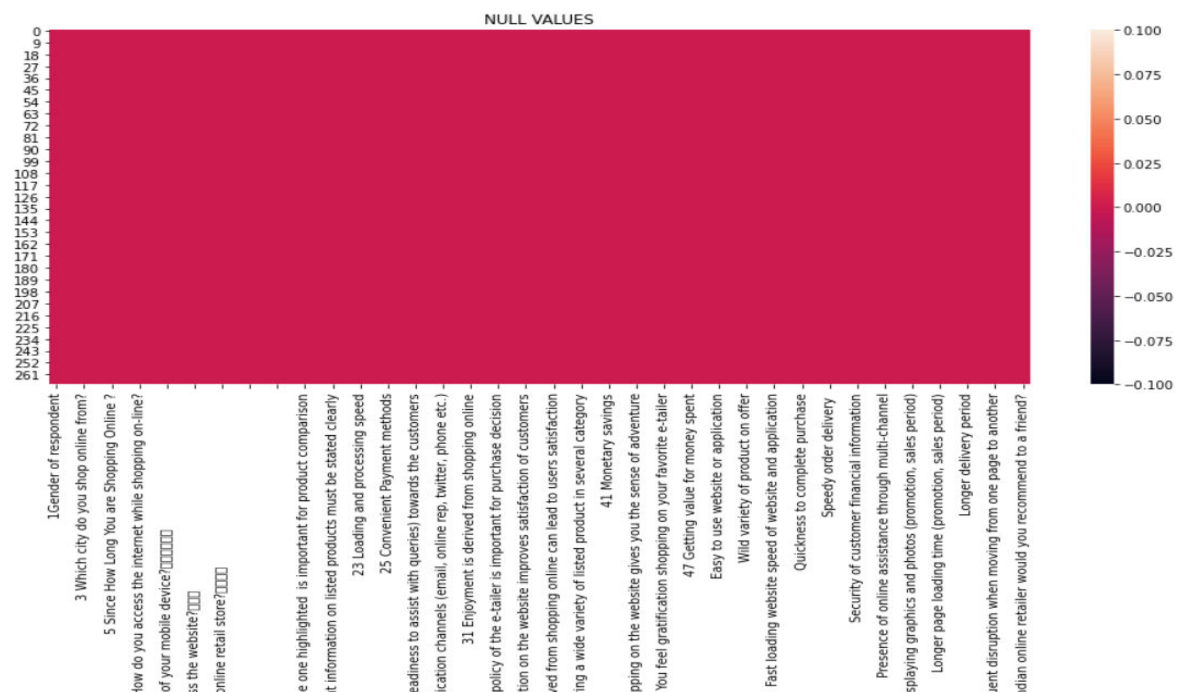 NULL VALUES
0
9
18
27
36
45
54
63
72
81
90
99
108
117
126
135
144
153
162
171
180
189
198
207
216
225
234
243
252
261
0.100
0.075
0.050
0.025
0.000
−0.025
−0.050
−0.075
−0.100
1Gender of respondent
3 Which city do you shop online from?
5 Since How Long You are Shopping Online ?
How do you access the internet while shopping on-line?
of your mobile device?▯▯▯▯▯▯
ss the website?▯▯▯
online retail store?▯▯▯▯
e one highlighted is important for product comparison
nt information on listed products must be stated clearly
23 Loading and processing speed
25 Convenient Payment methods
eadiness to assist with queries) towards the customers
ication channels (email, online rep, twitter, phone etc.)
31 Enjoyment is derived from shopping online
policy of the e-tailer is important for purchase decision
tion on the website improves satisfaction of customers
ved from shopping online can lead to users satisfaction
ring a wide variety of listed product in several category
41 Monetary savings
pping on the website gives you the sense of adventure
You feel gratification shopping on your favorite e-tailer
47 Getting value for money spent
Easy to use website or application
Wild variety of product on offer
Fast loading website speed of website and application
Quickness to complete purchase
Speedy order delivery
Security of customer financial information
Presence of online assistance through multi-channel
splaying graphics and photos (promotion, sales period)
Longer page loading time (promotion, sales period)
Longer delivery period
uent disruption when moving from one page to another
ndian online retailer would you recommend to a friend?